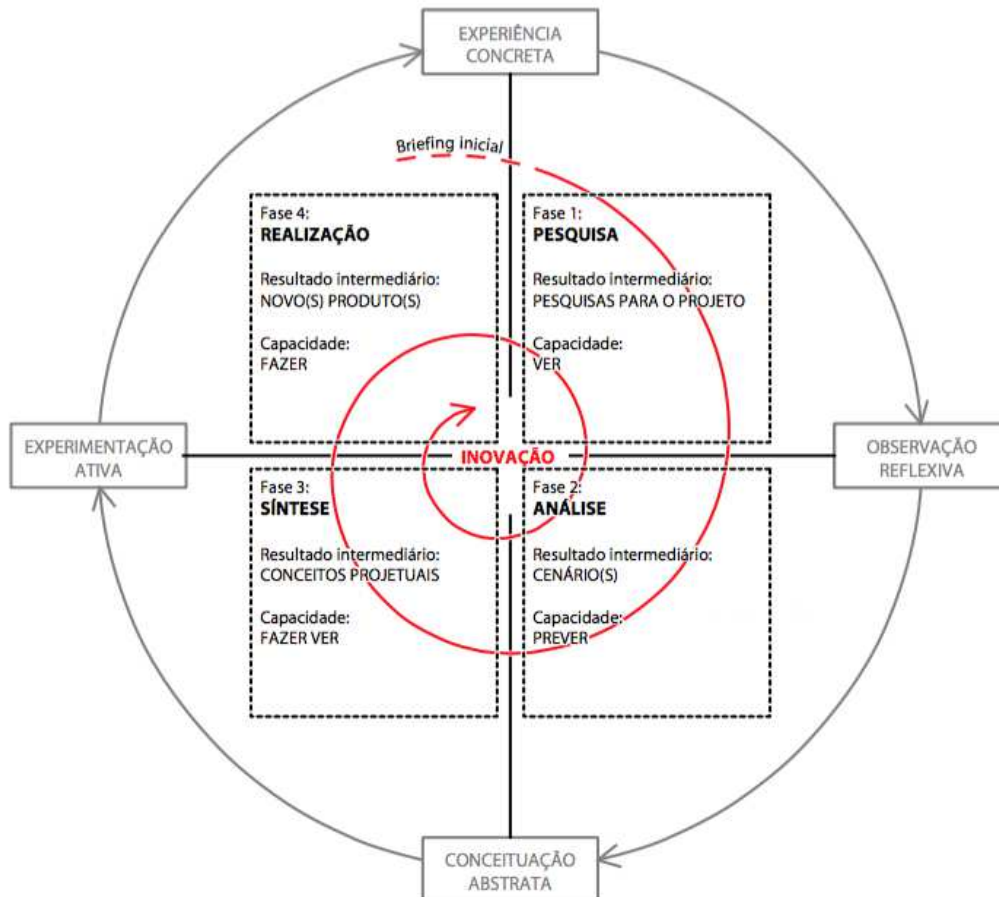 EXPERIÊNCIA
CONCRETA
Briefing inicial
Fase 4:
REALIZAÇÃO
Resultado intermediário:
NOVO(S) PRODUTO(S)
Capacidade:
FAZER
Fase 1:
PESQUISA
Resultado intermediário:
PESQUISAS PARA O PROJETO
Capacidade:
VER
EXPERIMENTAÇÃO
ATIVA
INOVAÇÃO
OBSERVAÇÃO
REFLEXIVA
Fase 3:
SÍNTESE
Resultado intermediário:
CONCEITOS PROJETUAIS
Capacidade:
FAZER VER
Fase 2:
ANÁLISE
Resultado intermediário:
CENÁRIO(S)
Capacidade:
PREVER
CONCEITUAÇÃO
ABSTRATA